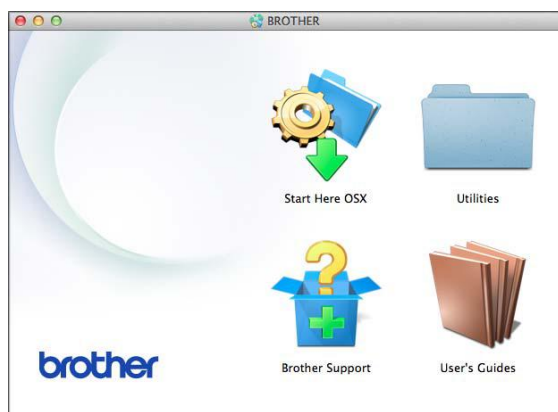 BROTHER
Start Here OSX
Utilities
Brother Support
User's Guides
brother